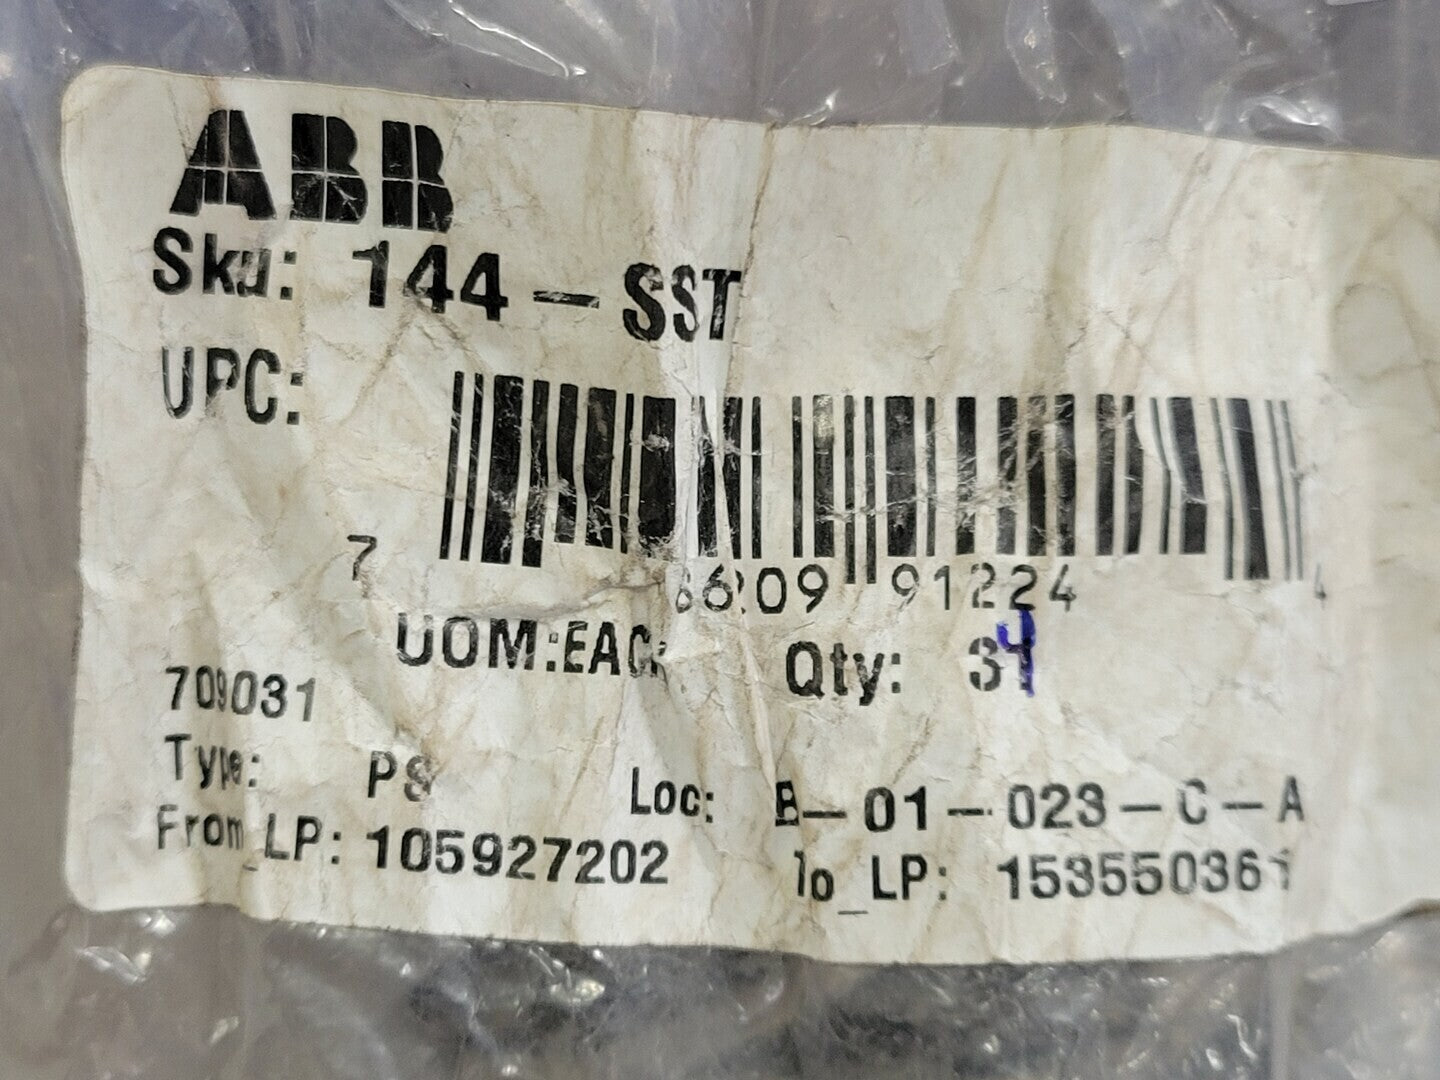 ABB
Sku: 144-SST
UPC:
7 86209 91224 4
UOM:EACH Qty: 34
709031
Type: PS Loc: B-01-023-C-A
From_LP: 105927202 To_LP: 153550361